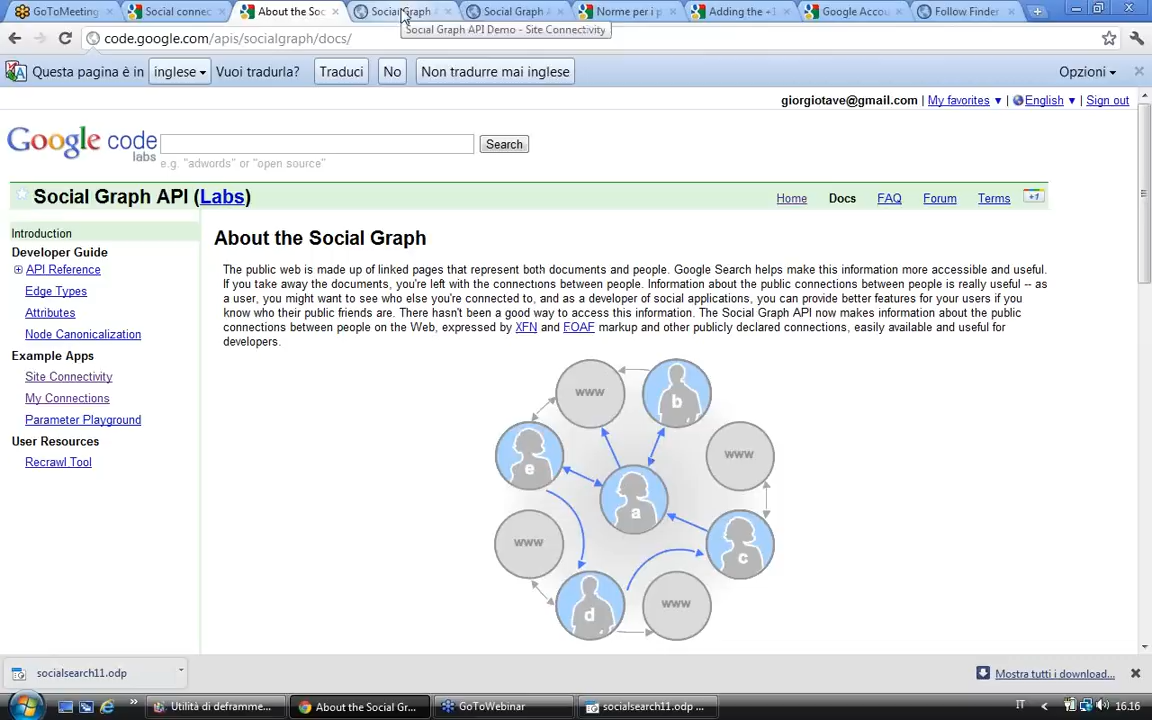 GoToMeeting
Social connec
About the Soc
Social Graph
Social Graph
Norme per i p
Adding the +1
Google Accou
Follow Finder
Social Graph API Demo - Site Connectivity
code.google.com/apis/socialgraph/docs/
Questa pagina è in inglese Vuoi tradurla? Traduci No Non tradurre mai inglese Opzioni
giorgiotave@gmail.com | My favorites ▼ | English ▼ | Sign out
Google code labs
Search
e.g. "adwords" or "open source"
Social Graph API (Labs)
Home Docs FAQ Forum Terms +1
Introduction
Developer Guide
API Reference
Edge Types
Attributes
Node Canonicalization
Example Apps
Site Connectivity
My Connections
Parameter Playground
User Resources
Recrawl Tool
About the Social Graph
The public web is made up of linked pages that represent both documents and people. Google Search helps make this information more accessible and useful.
If you take away the documents, you're left with the connections between people. Information about the public connections between people is really useful -- as
a user, you might want to see who else you're connected to, and as a developer of social applications, you can provide better features for your users if you
know who their public friends are. There hasn't been a good way to access this information. The Social Graph API now makes information about the public
connections between people on the Web, expressed by XFN and FOAF markup and other publicly declared connections, easily available and useful for
developers.
www
b
e
www
a
www
c
d
www
socialsearch11.odp
Mostra tutti i download...
Utilità di deframme...
About the Social Gr...
GoToWebinar
socialsearch11.odp ...
IT
16.16